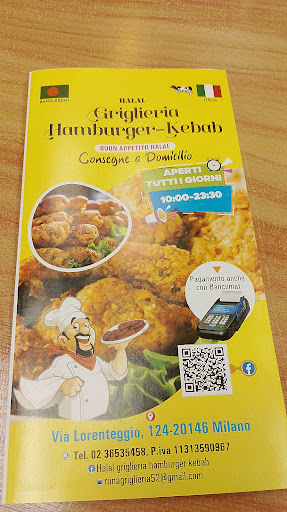 BANGLADESH
ITALIA
HALAL
Griglieria
Hamburger-Kebab
BUON APPETITO HALAL
Consegne a Domicilio
APERTI
TUTTI I GIORNI
10:00-23:30
Pagamento anche
con Bancomat
Via Lorenteggio, 124-20146 Milano
Tel. 02 36535458, P.iva 11313590967
Halal griglieria hamburger kebab
runagriglieria52@gmail.com